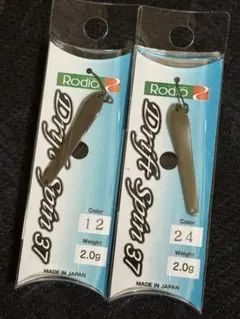 Rodio
Drift Spin 37
Color:
12
Weight:
2.0g
MADE IN JAPAN
Rodio
Drift Spin 37
Color:
24
Weight:
2.0g
MADE IN JAPAN